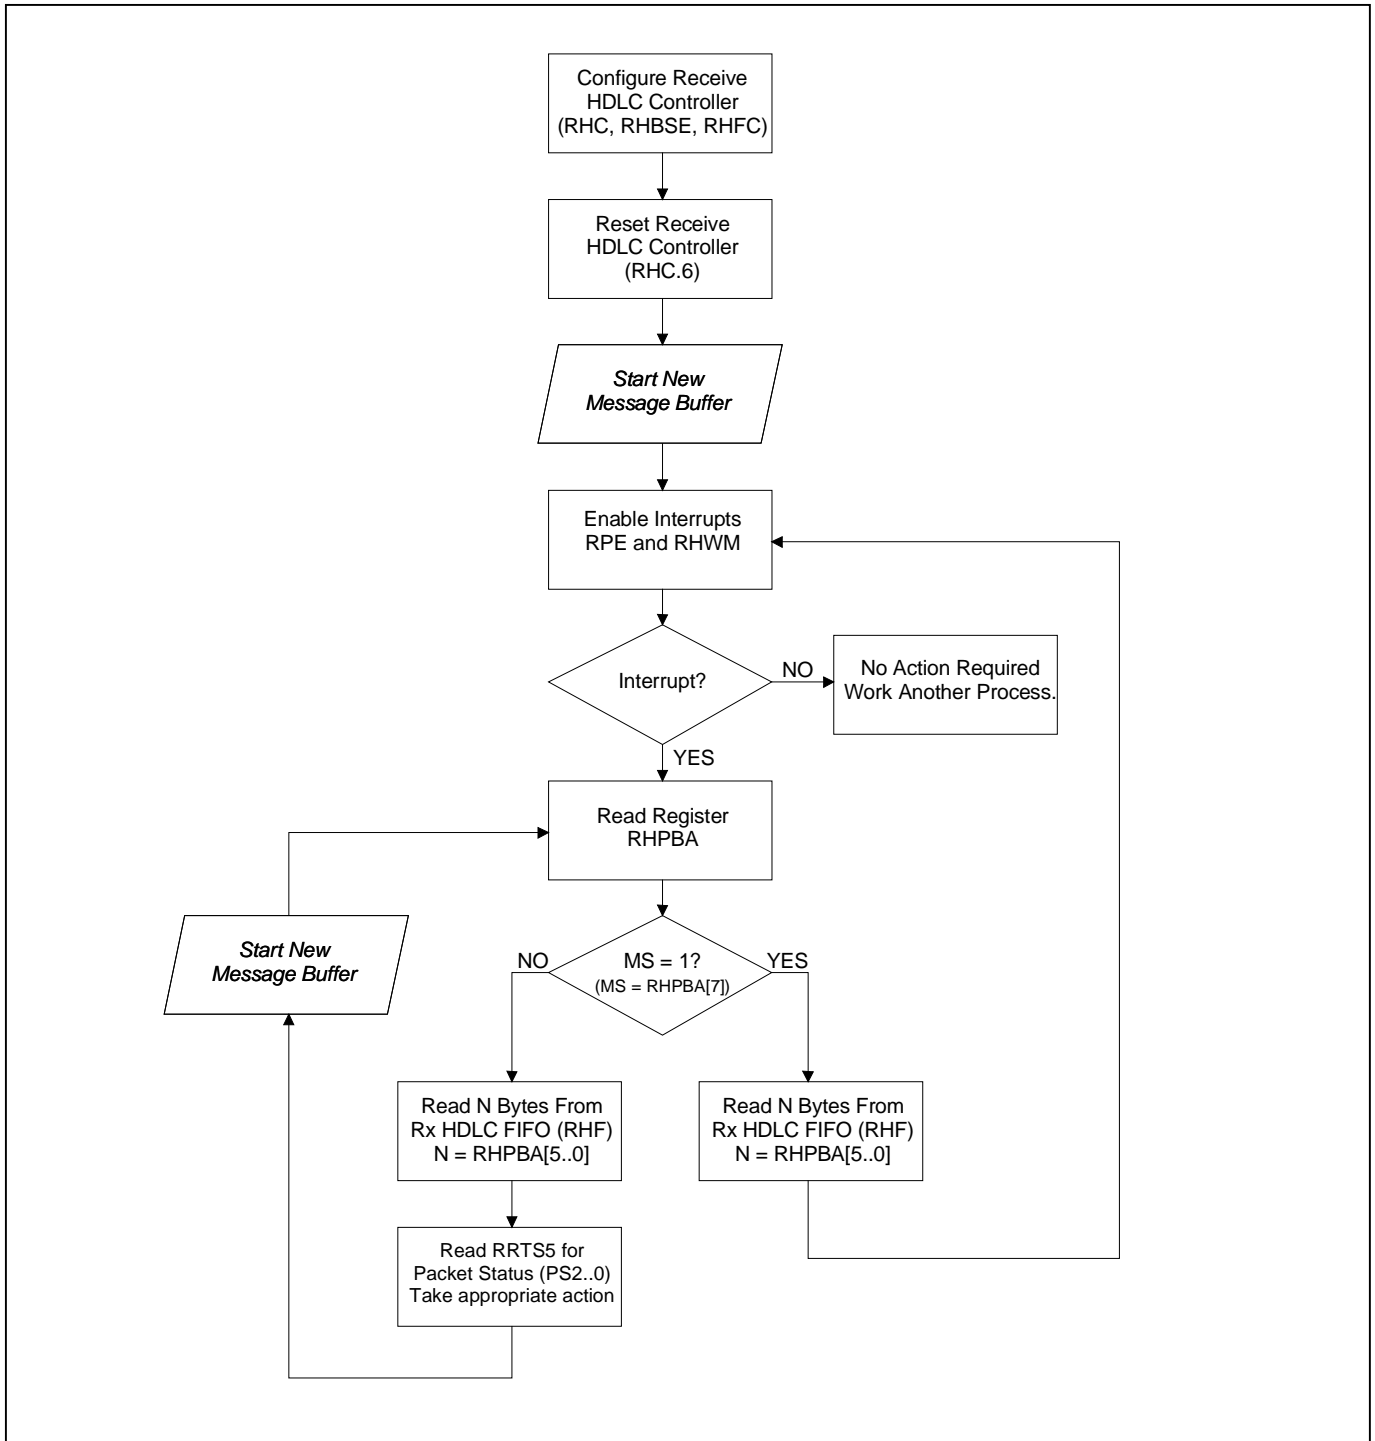 Configure Receive
HDLC Controller
(RHC, RHBSE, RHFC)
Reset Receive
HDLC Controller
(RHC.6)
Start New
Message Buffer
Enable Interrupts
RPE and RHWM
Interrupt?
NO
No Action Required
Work Another Process.
YES
Read Register
RHPBA
Start New
Message Buffer
NO
MS = 1?
(MS = RHPBA[7])
YES
Read N Bytes From
Rx HDLC FIFO (RHF)
N = RHPBA[5..0]
Read N Bytes From
Rx HDLC FIFO (RHF)
N = RHPBA[5..0]
Read RRTS5 for
Packet Status (PS2..0)
Take appropriate action